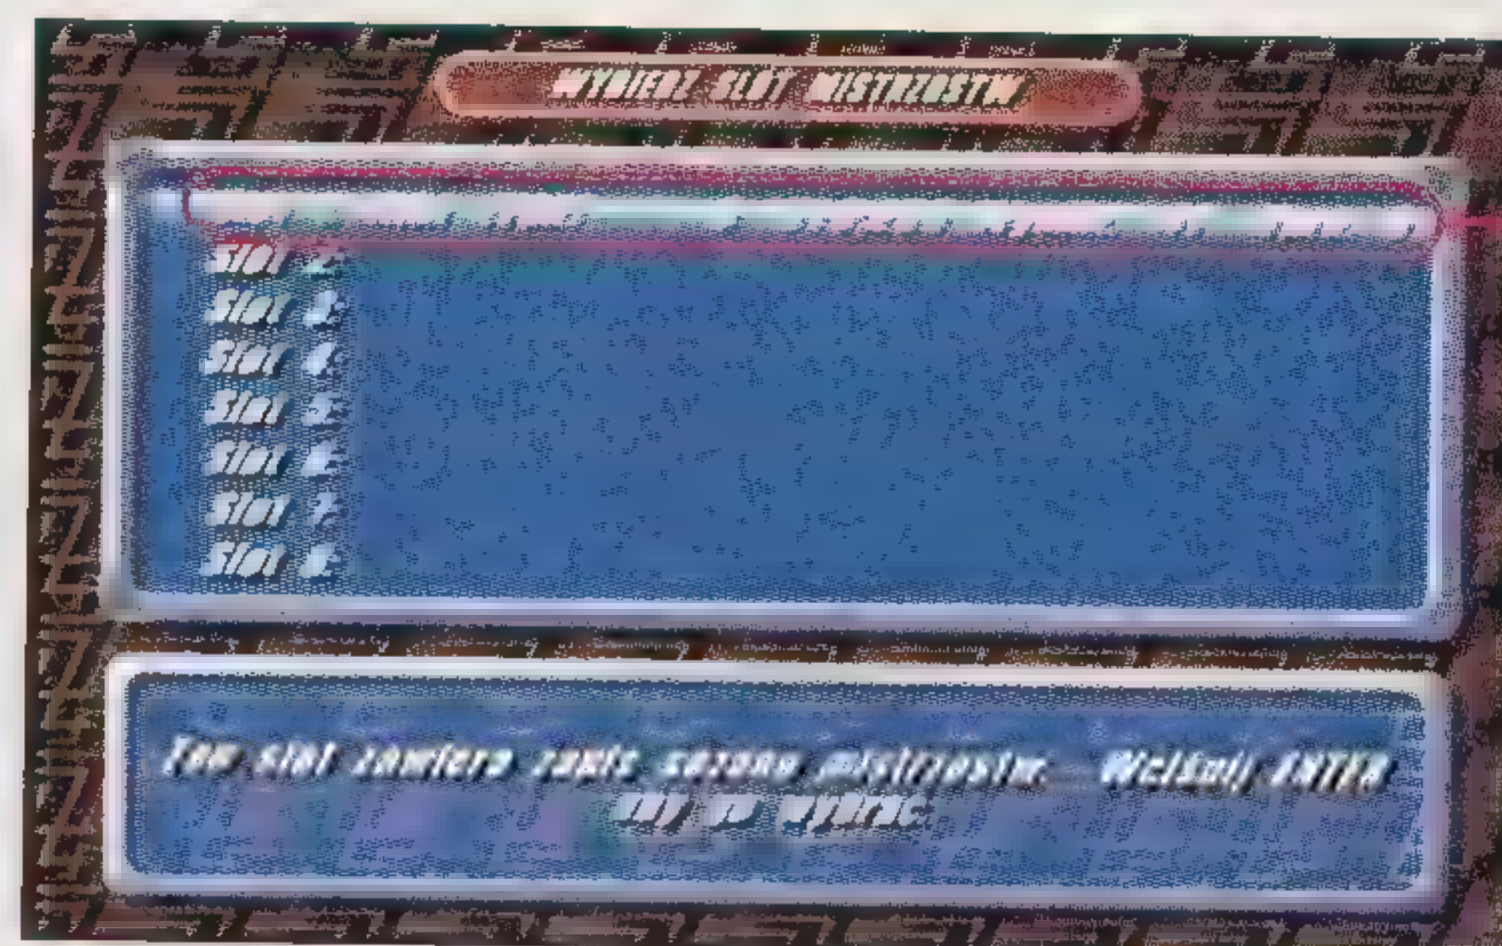 WYBIERZ SLOT MISTRZOSTW
Slot 2
Slot 3
Slot 4
Slot 5
Slot 6
Slot 7
Slot 8
Ten slot zawiera zapis sezonu mistrzostw. Wciśnij ENTER
by go wybrać